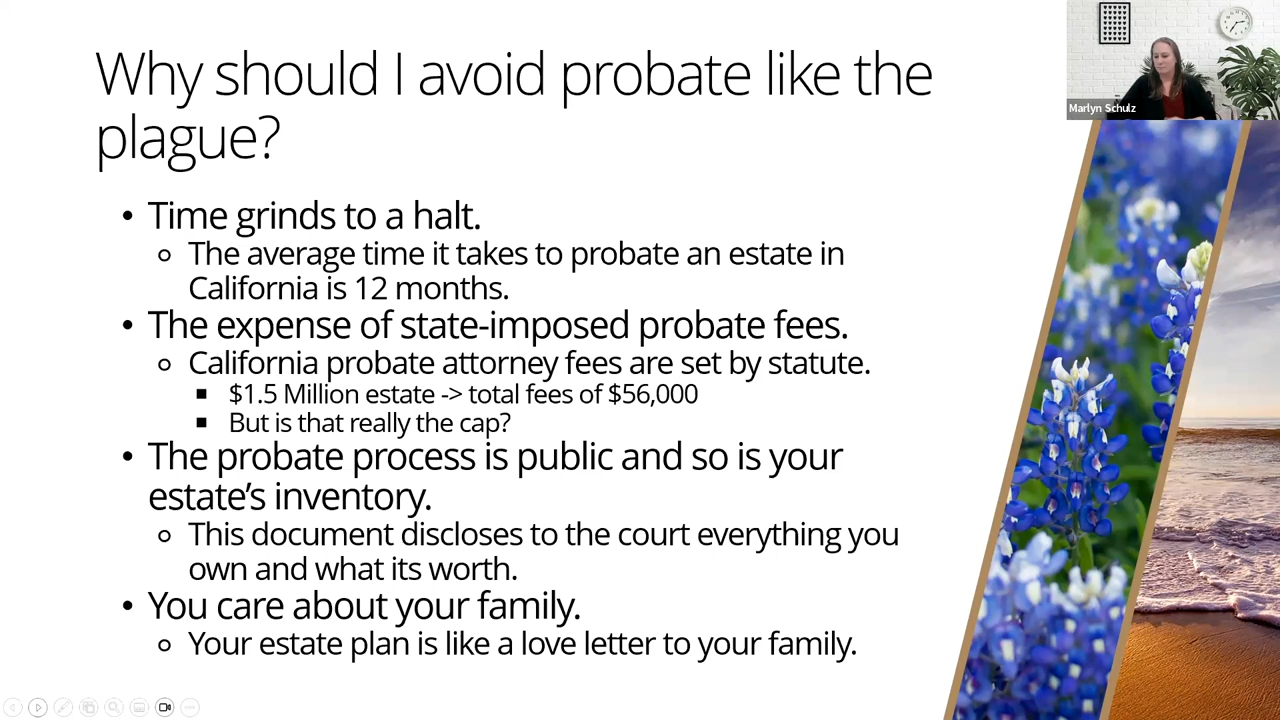 Why should I avoid probate like the
plague?
• Time grinds to a halt.
o The average time it takes to probate an estate in
California is 12 months.
• The expense of state-imposed probate fees.
o California probate attorney fees are set by statute.
▪ $1.5 Million estate -> total fees of $56,000
▪ But is that really the cap?
• The probate process is public and so is your
estate’s inventory.
o This document discloses to the court everything you
own and what its worth.
• You care about your family.
o Your estate plan is like a love letter to your family.
Marlyn Schulz